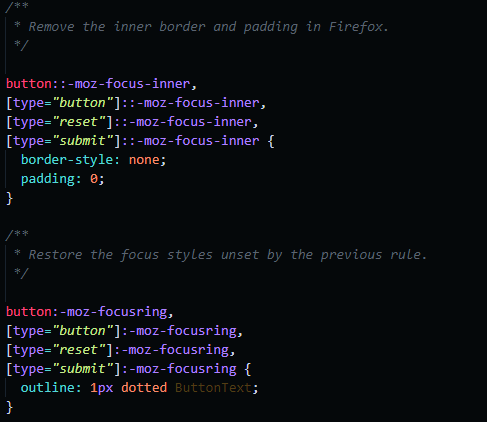 /**
 * Remove the inner border and padding in Firefox.
 */
button::-moz-focus-inner,
[type="button"]::-moz-focus-inner,
[type="reset"]::-moz-focus-inner,
[type="submit"]::-moz-focus-inner {
  border-style: none;
  padding: 0;
}
/**
 * Restore the focus styles unset by the previous rule.
 */
button:-moz-focusring,
[type="button"]:-moz-focusring,
[type="reset"]:-moz-focusring,
[type="submit"]:-moz-focusring {
  outline: 1px dotted ButtonText;
}